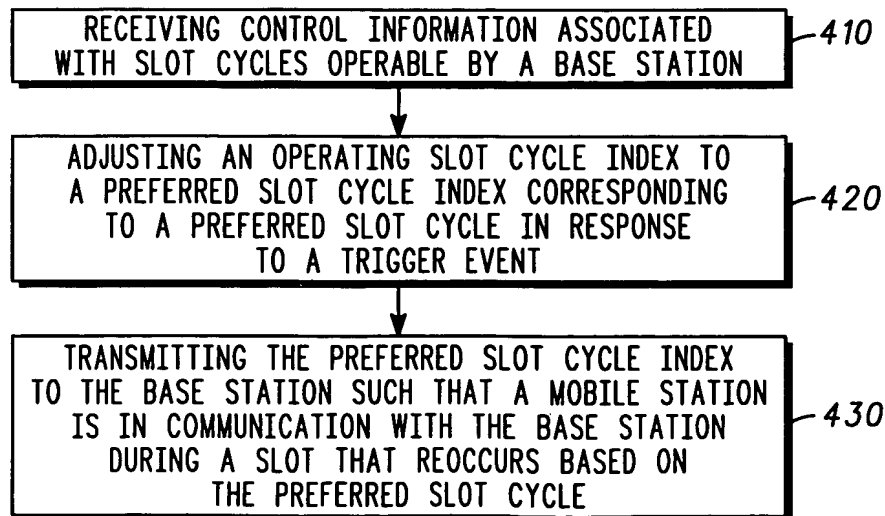 RECEIVING CONTROL INFORMATION ASSOCIATED
WITH SLOT CYCLES OPERABLE BY A BASE STATION
410
ADJUSTING AN OPERATING SLOT CYCLE INDEX TO
A PREFERRED SLOT CYCLE INDEX CORRESPONDING
TO A PREFERRED SLOT CYCLE IN RESPONSE
TO A TRIGGER EVENT
420
TRANSMITTING THE PREFERRED SLOT CYCLE INDEX
TO THE BASE STATION SUCH THAT A MOBILE STATION
IS IN COMMUNICATION WITH THE BASE STATION
DURING A SLOT THAT REOCCURS BASED ON
THE PREFERRED SLOT CYCLE
430